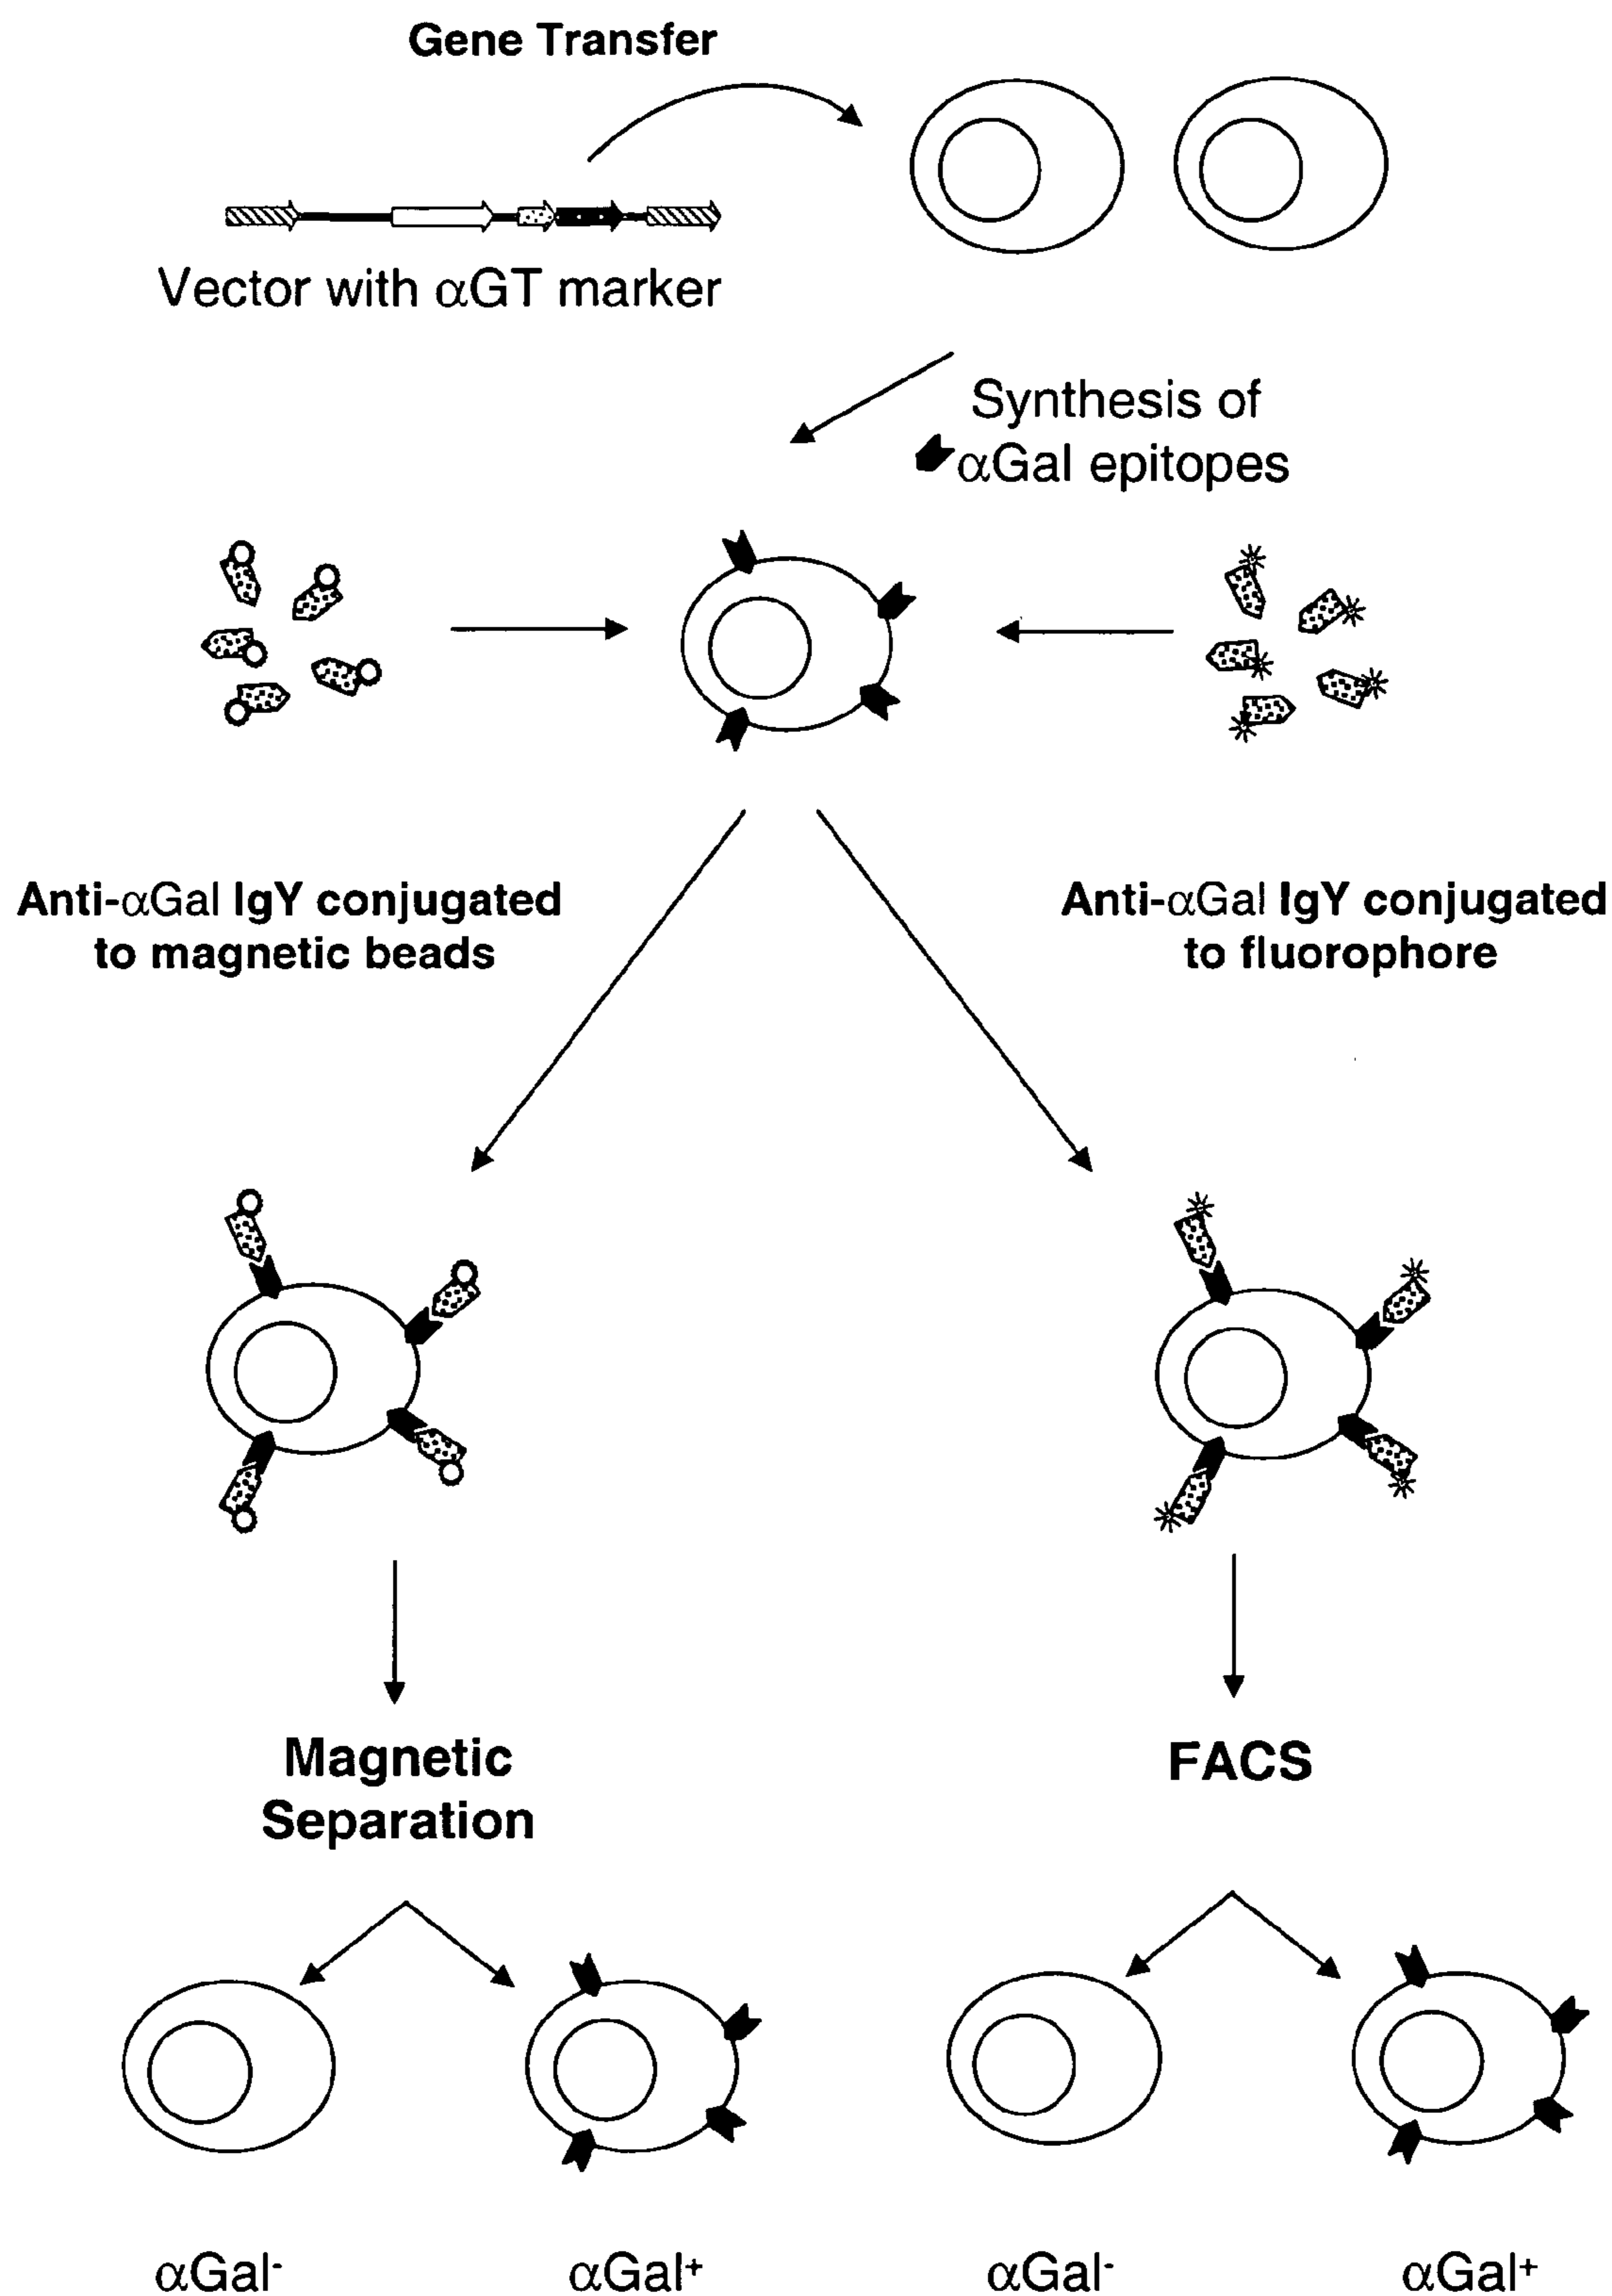 Gene Transfer
Vector with αGT marker
Synthesis of
αGal epitopes
Anti-αGal IgY conjugated
to magnetic beads
Anti-αGal IgY conjugated
to fluorophore
Magnetic
Separation
FACS
αGal⁻
αGal⁺
αGal⁻
αGal⁺